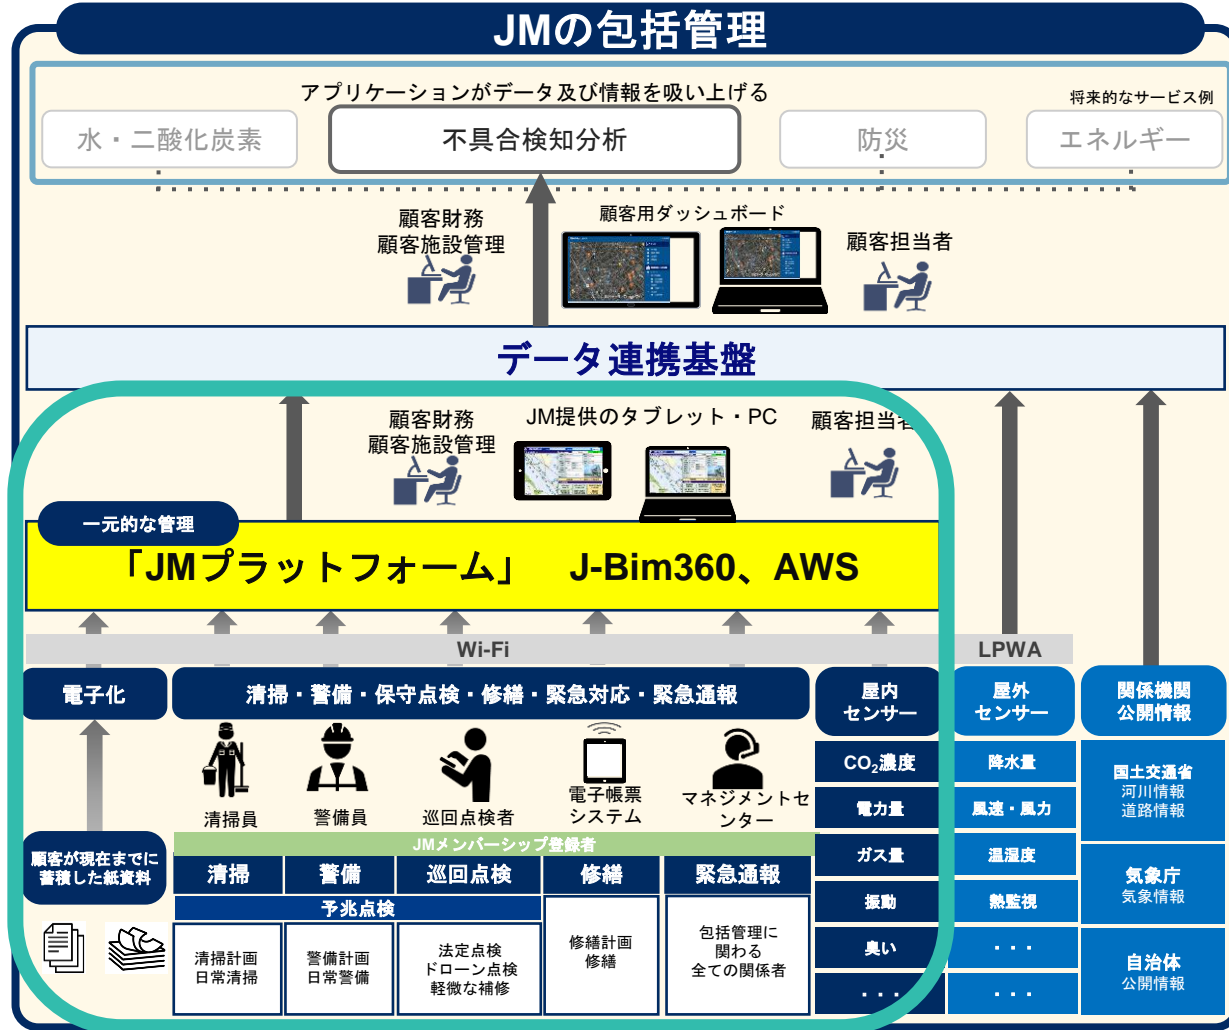 JMの包括管理
アプリケーションがデータ及び情報を吸い上げる
将来的なサービス例
水・二酸化炭素
不具合検知分析
防災
エネルギー
顧客財務
顧客施設管理
顧客用ダッシュボード
顧客担当者
データ連携基盤
顧客財務
顧客施設管理
JM提供のタブレット・PC
顧客担当者
一元的な管理
「JMプラットフォーム」 J-Bim360、AWS
Wi-Fi
LPWA
電子化
清掃・警備・保守点検・修繕・緊急対応・緊急通報
屋内
センサー
屋外
センサー
関係機関
公開情報
清掃員
警備員
巡回点検者
電子帳票
システム
マネジメントセ
ンター
JMメンバーシップ登録者
顧客が現在までに
蓄積した紙資料
清掃
警備
巡回点検
修繕
緊急通報
予兆点検
清掃計画
日常清掃
警備計画
日常警備
法定点検
ドローン点検
軽微な補修
修繕計画
修繕
包括管理に
関わる
全ての関係者
CO₂濃度
電力量
ガス量
振動
臭い
・・・
降水量
風速・風力
温湿度
熱監視
・・・
・・・
国土交通省
河川情報
道路情報
気象庁
気象情報
自治体
公開情報